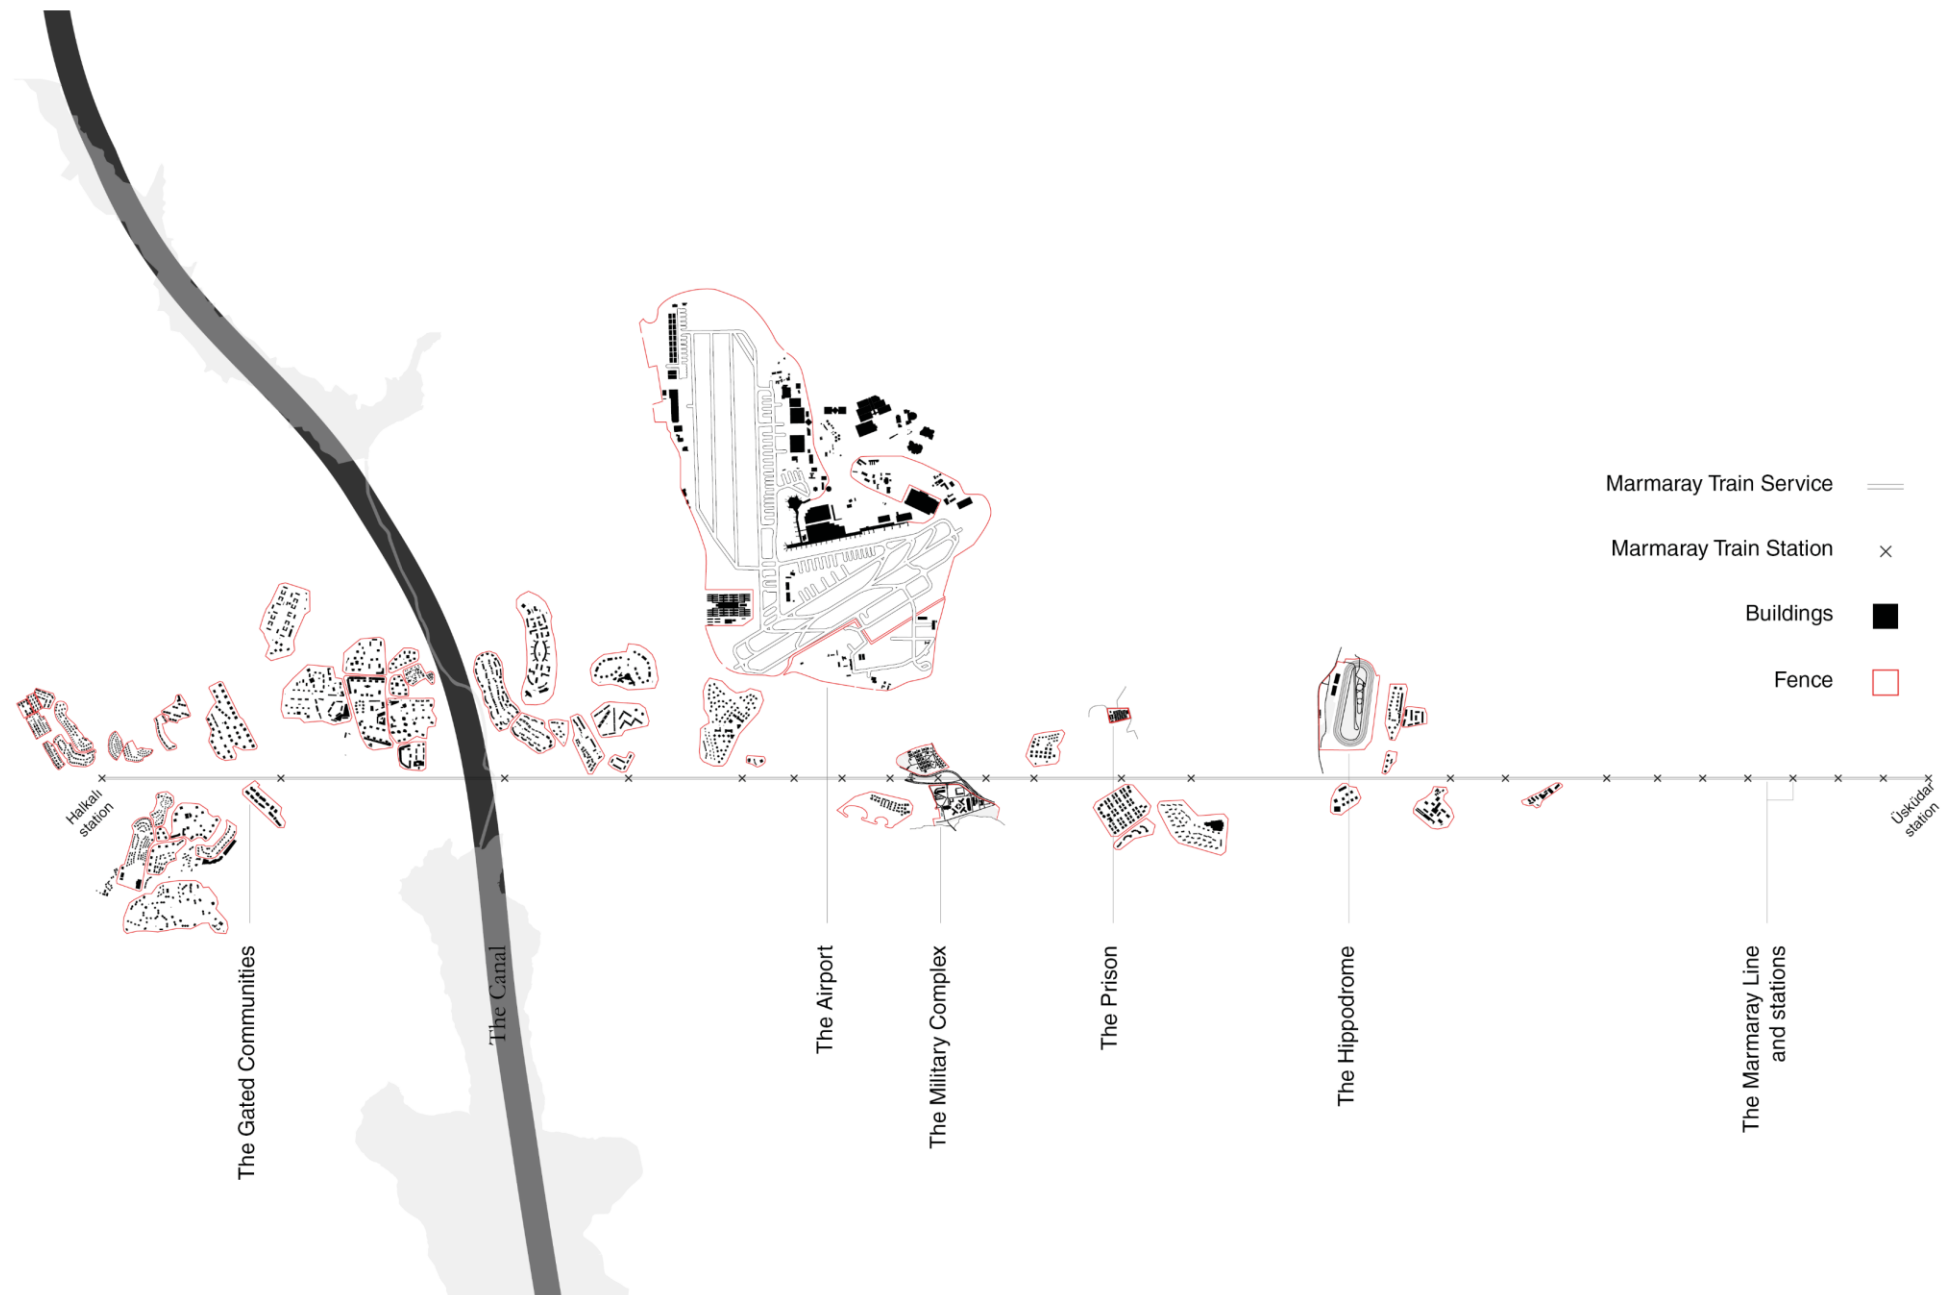 Marmaray Train Service
Marmaray Train Station
Buildings
Fence
Halkalı
station
Üsküdar
station
The Gated Communities
The Canal
The Airport
The Military Complex
The Prison
The Hippodrome
The Marmaray Line
and stations